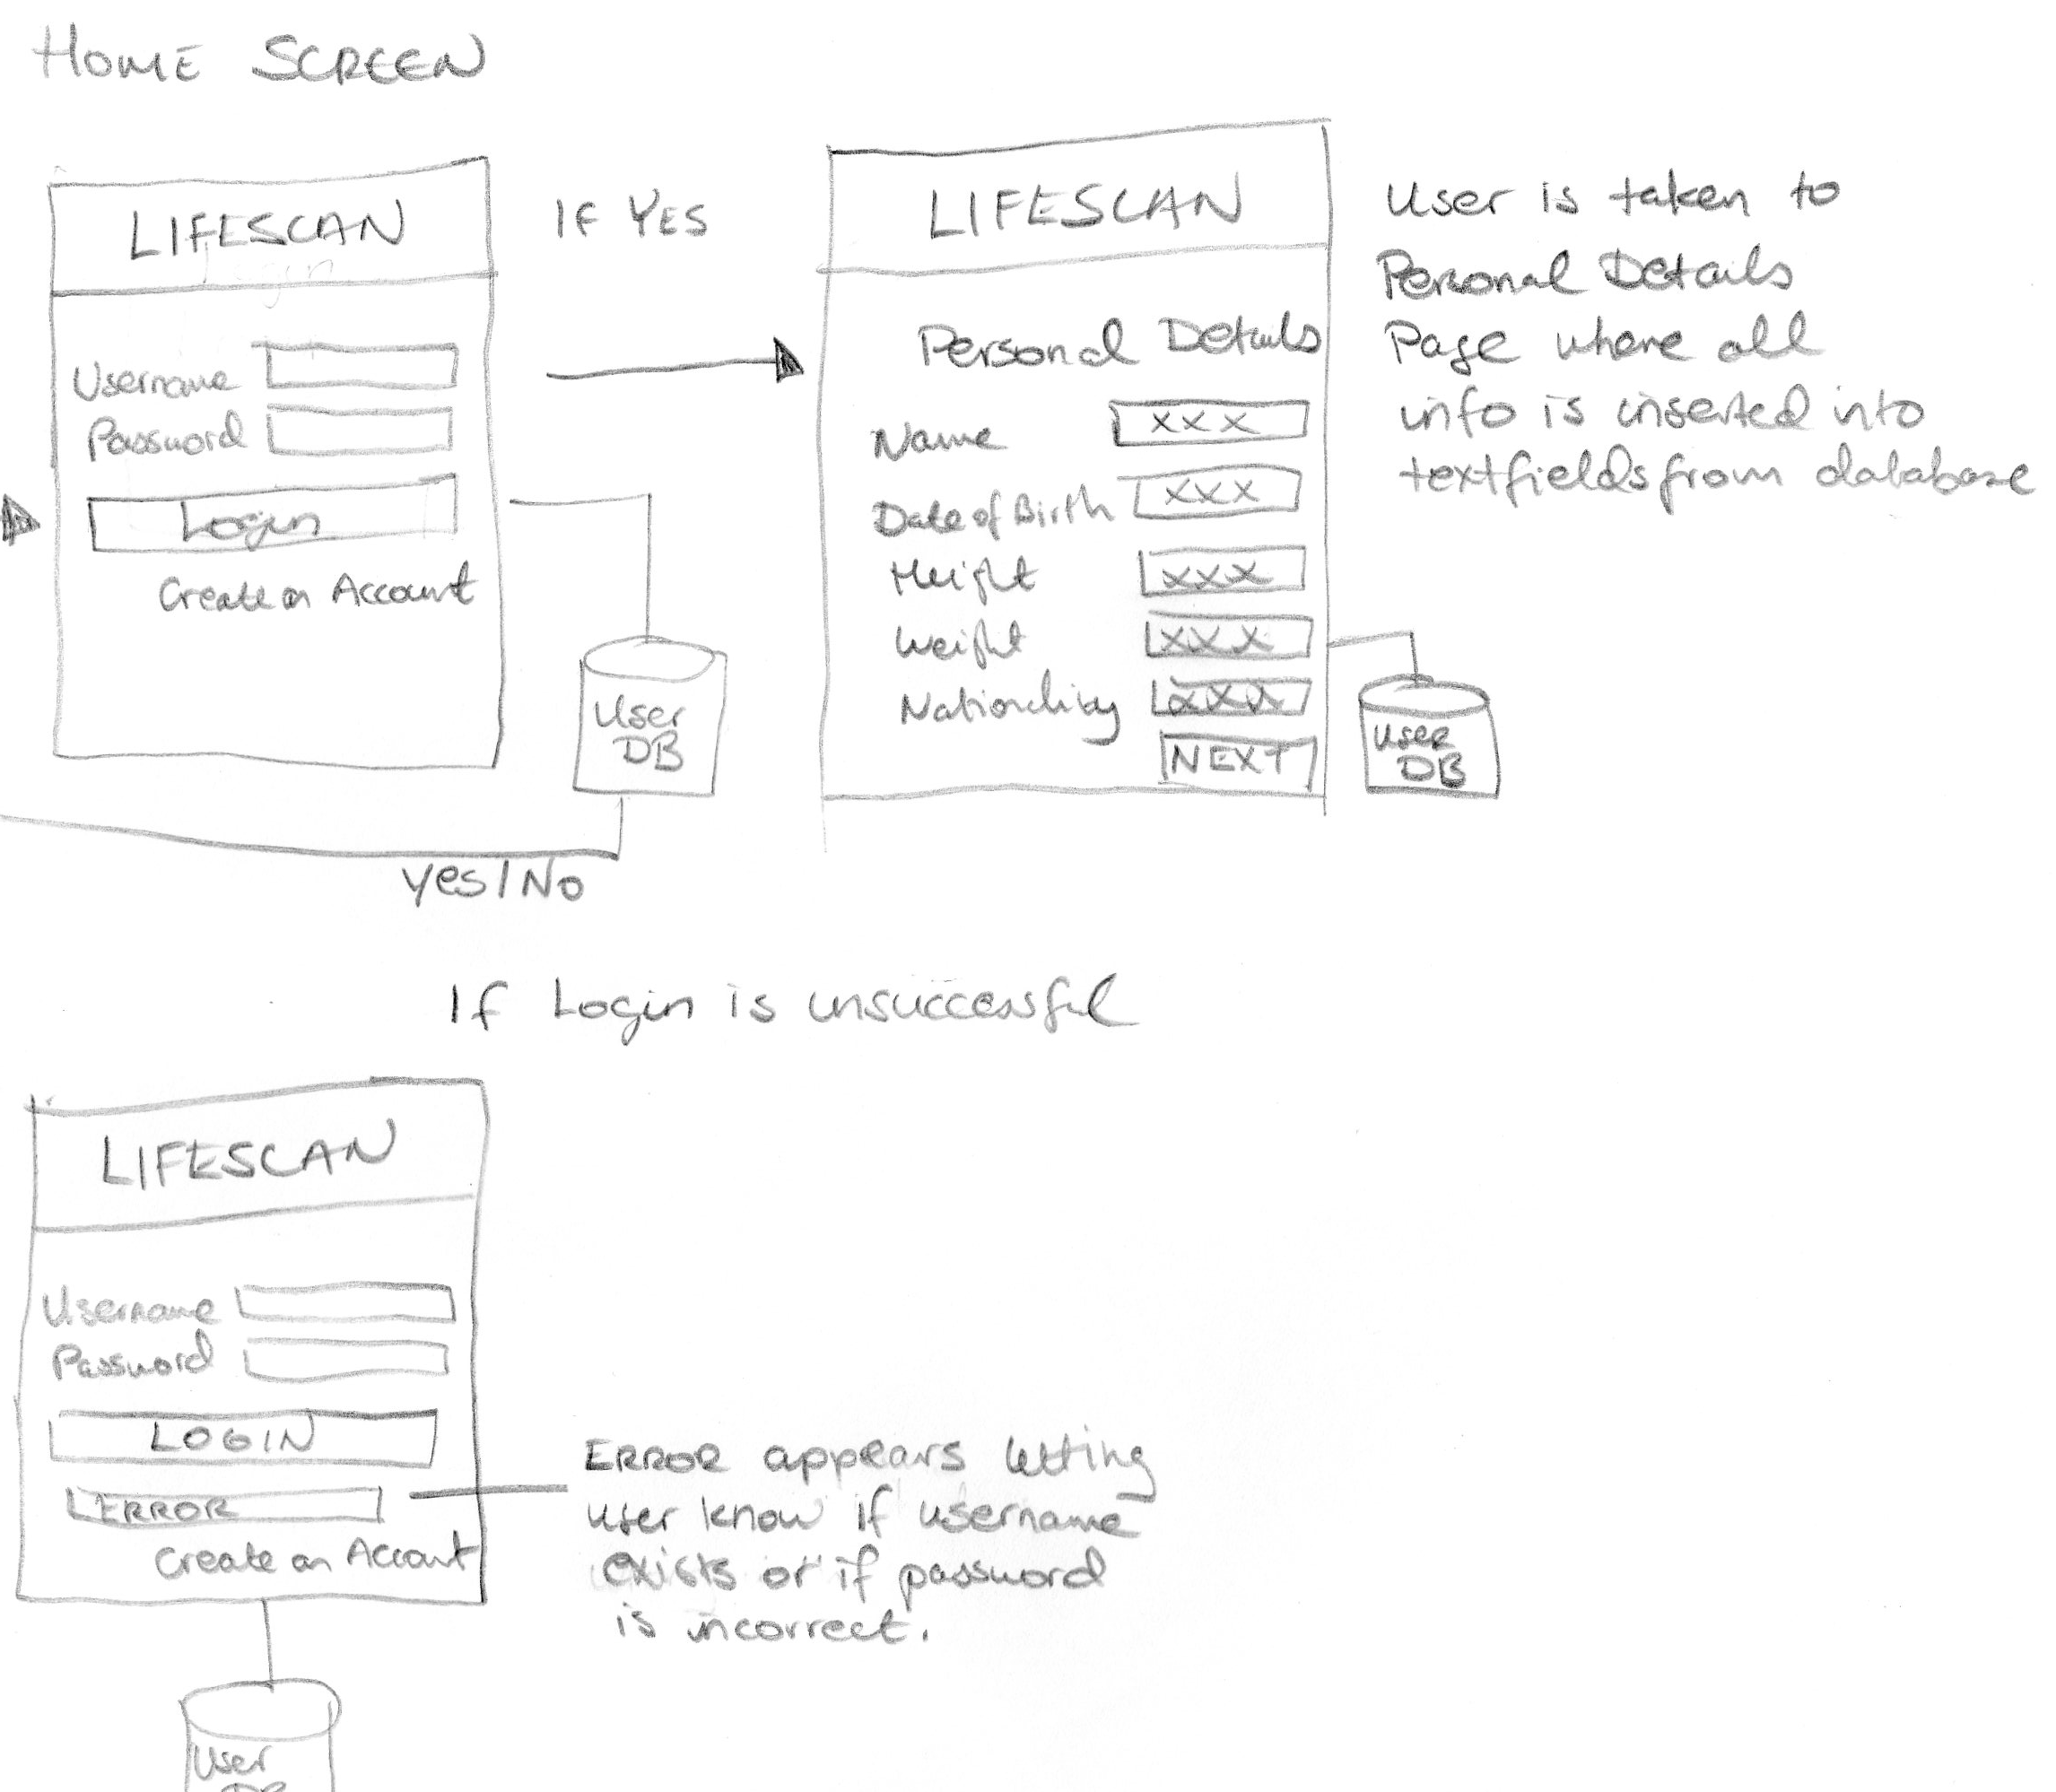 HOME SCREEN
LIFESCAN
Login
Username
Password
Login
Create an Account
IF YES
User
DB
Yes/No
LIFESCAN
Personal Details
Name xxx
Date of Birth xxx
Height xxx
Weight xxx
Nationality xxx
NEXT
User
DB
User is taken to
Personal Details
Page where all
info is inserted into
textfields from database
If Login is unsuccessful
LIFESCAN
Username
Password
LOGIN
ERROR
Create an Account
User
DB
ERROR appears letting
user know if username
exists or if password
is incorrect.